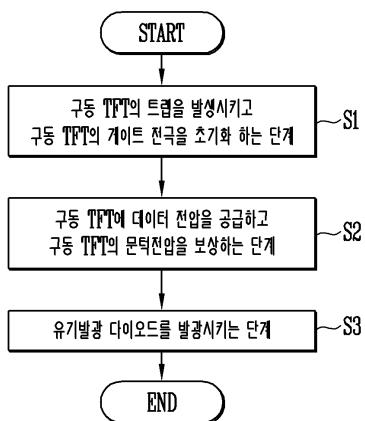 START
구동 TFT의 트랩을 발생시키고
구동 TFT의 게이트 전극을 초기화 하는 단계
S1
구동 TFT에 데이터 전압을 공급하고
구동 TFT의 문턱전압을 보상하는 단계
S2
유기발광 다이오드를 발광시키는 단계
S3
END